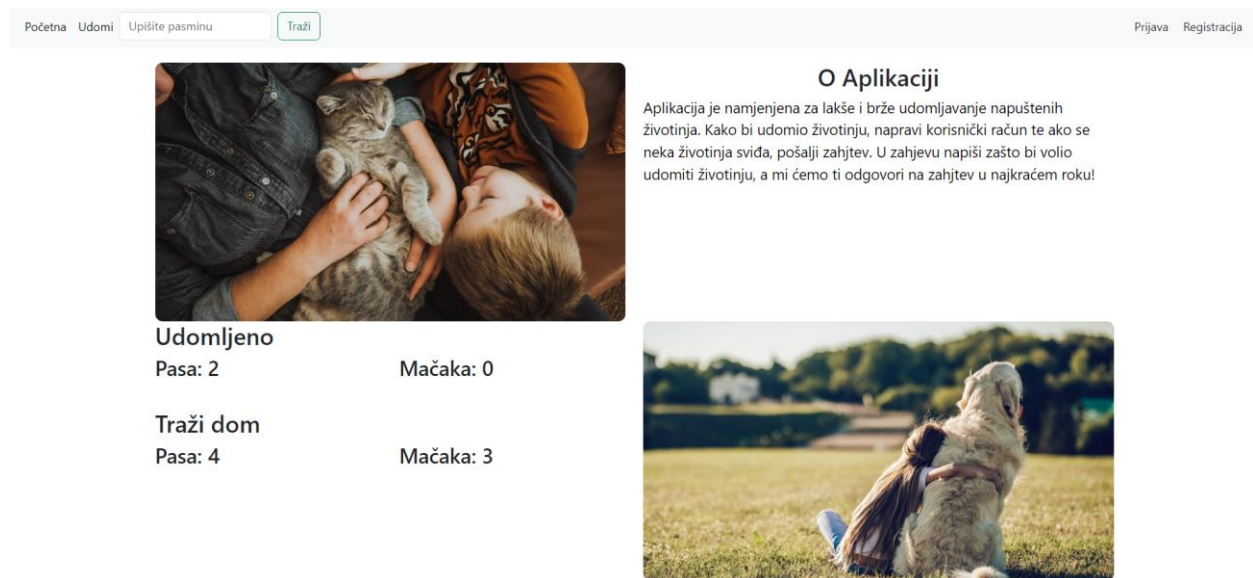 Početna Udomi Upišite pasminu Traži Prijava Registracija
O Aplikaciji
Aplikacija je namjenjena za lakše i brže udomljavanje napuštenih
životinja. Kako bi udomio životinju, napravi korisnički račun te ako se
neka životinja sviđa, pošalji zahtjev. U zahjevu napiši zašto bi volio
udomiti životinju, a mi ćemo ti odgovori na zahtjev u najkraćem roku!
Udomljeno
Pasa: 2 Mačaka: 0
Traži dom
Pasa: 4 Mačaka: 3